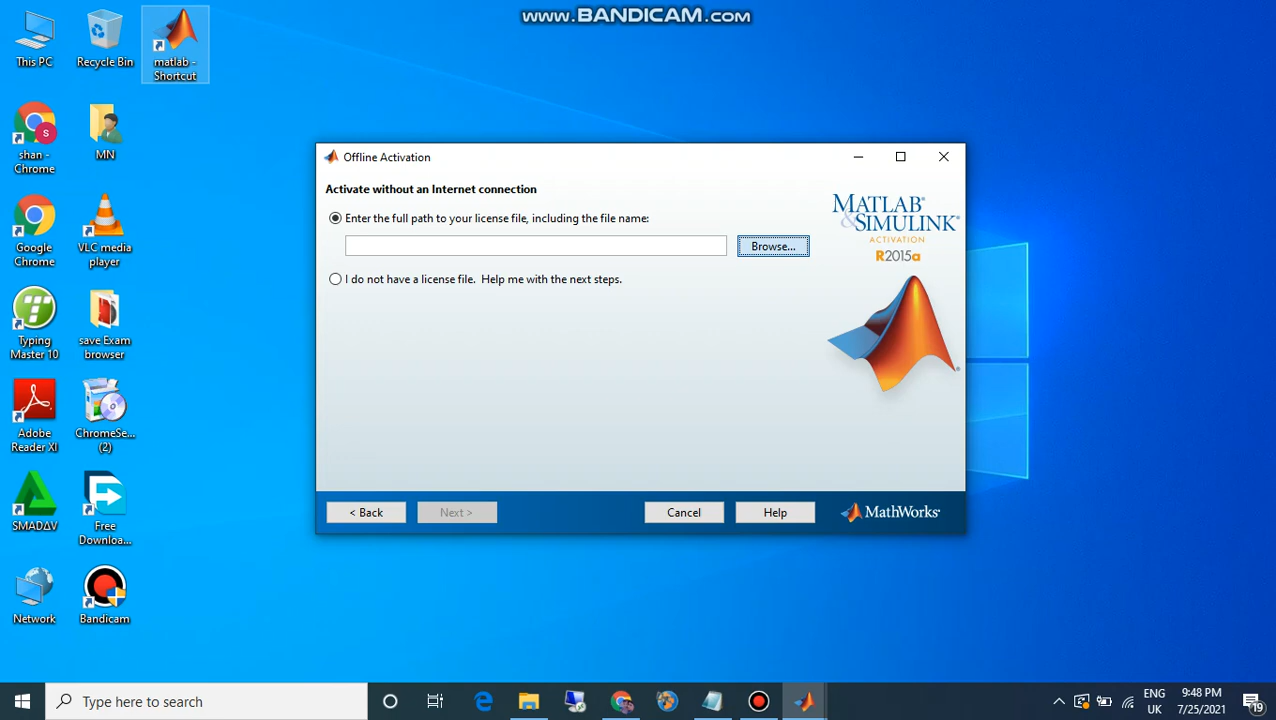 www.BANDICAM.com
This PC
Recycle Bin
matlab -
Shortcut
shan -
Chrome
MN
Google
Chrome
VLC media
player
Typing
Master 10
save Exam
browser
Adobe
Reader XI
ChromeSe...
(2)
SMADΔV
Free
Downloa...
Network
Bandicam
Offline Activation
Activate without an Internet connection
Enter the full path to your license file, including the file name:
Browse...
I do not have a license file. Help me with the next steps.
MATLAB®
&SIMULINK®
ACTIVATION
R2015a
< Back
Next >
Cancel
Help
MathWorks®
Type here to search
ENG
UK
9:48 PM
7/25/2021
19